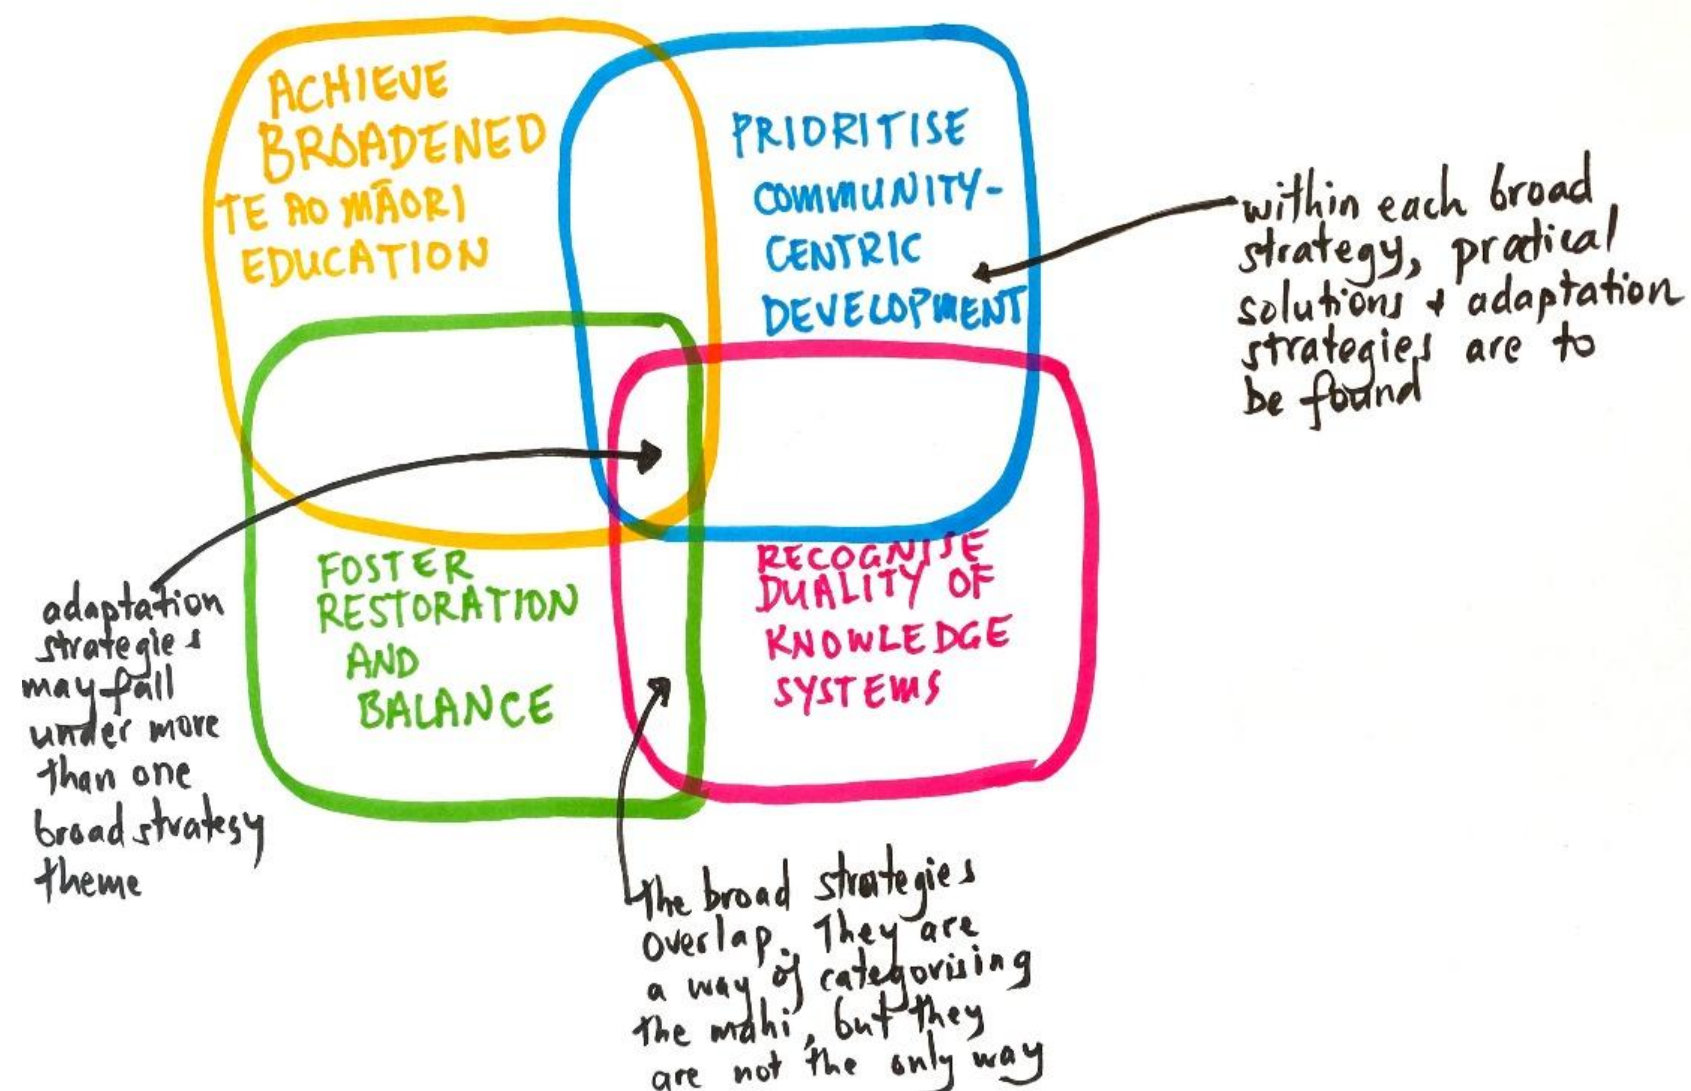 ACHIEVE
BROADENED
TE AO MĀORI
EDUCATION
PRIORITISE
COMMUNITY-
CENTRIC
DEVELOPMENT
within each broad
strategy, pratical
solutions + adaptation
strategies are to
be found
FOSTER
RESTORATION
AND
BALANCE
RECOGNISE
DUALITY OF
KNOWLEDGE
SYSTEMS
adaptation
strategies
may fall
under more
than one
broad strategy
theme
the broad strategies
overlap. They are
a way of categorising
the mahi, but they
are not the only way